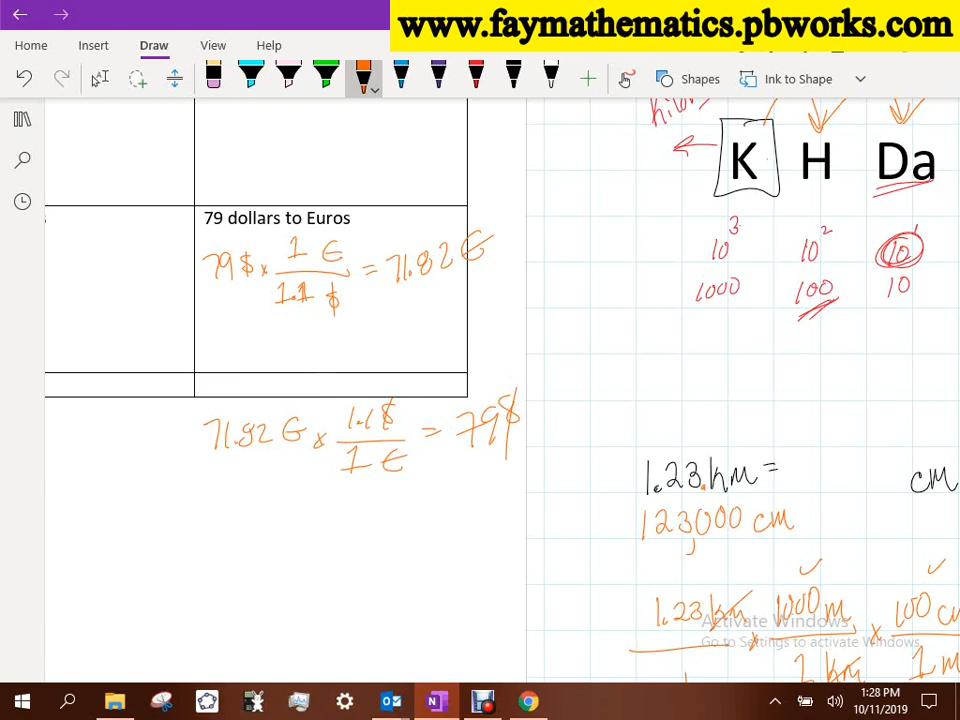 www.faymathematics.pbworks.com
Home Insert Draw View Help
Shapes Ink to Shape
K H Da
79 dollars to Euros
10³ 10² 10¹
1000 100 10
79$ × 1 € / 1.1 $ = 71.82 €
71.82 € × 1.1$ / 1 € = 79$
1.23 km = cm
123,000 cm
1.23 km × 1000 m / 1 km × 100 cm / 1 m
Activate Windows
Go to Settings to activate Windows.
1:28 PM
10/11/2019